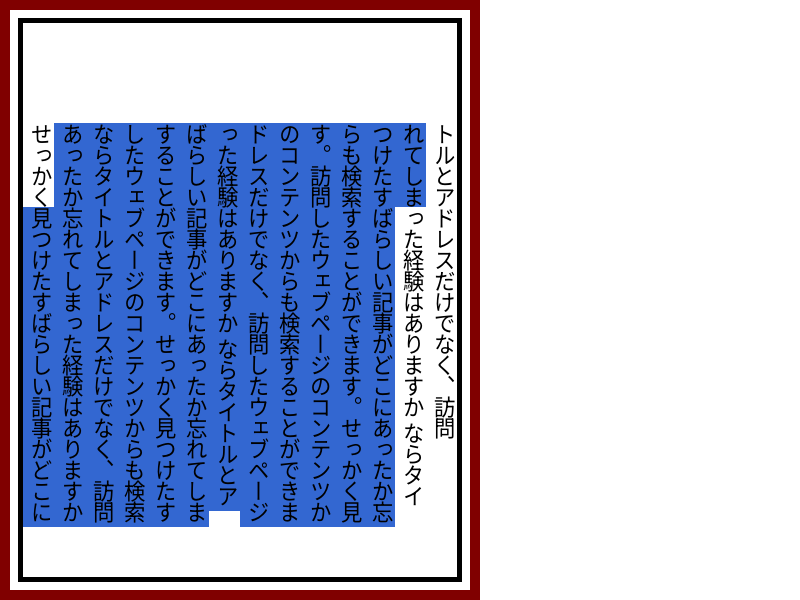 せっかく見つけたすばらしい記事がどこに
あったか忘れてしまった経験はありますか
ならタイトルとアドレスだけでなく、訪問
したウェブページのコンテンツからも検索
することができます。せっかく見つけたす
ばらしい記事がどこにあったか忘れてしま
った経験はありますか ならタイトルとア
ドレスだけでなく、訪問したウェブページ
のコンテンツからも検索することができま
す。訪問したウェブページのコンテンツか
らも検索することができます。せっかく見
つけたすばらしい記事がどこにあったか忘
れてしまった経験はありますか ならタイ
トルとアドレスだけでなく、訪問